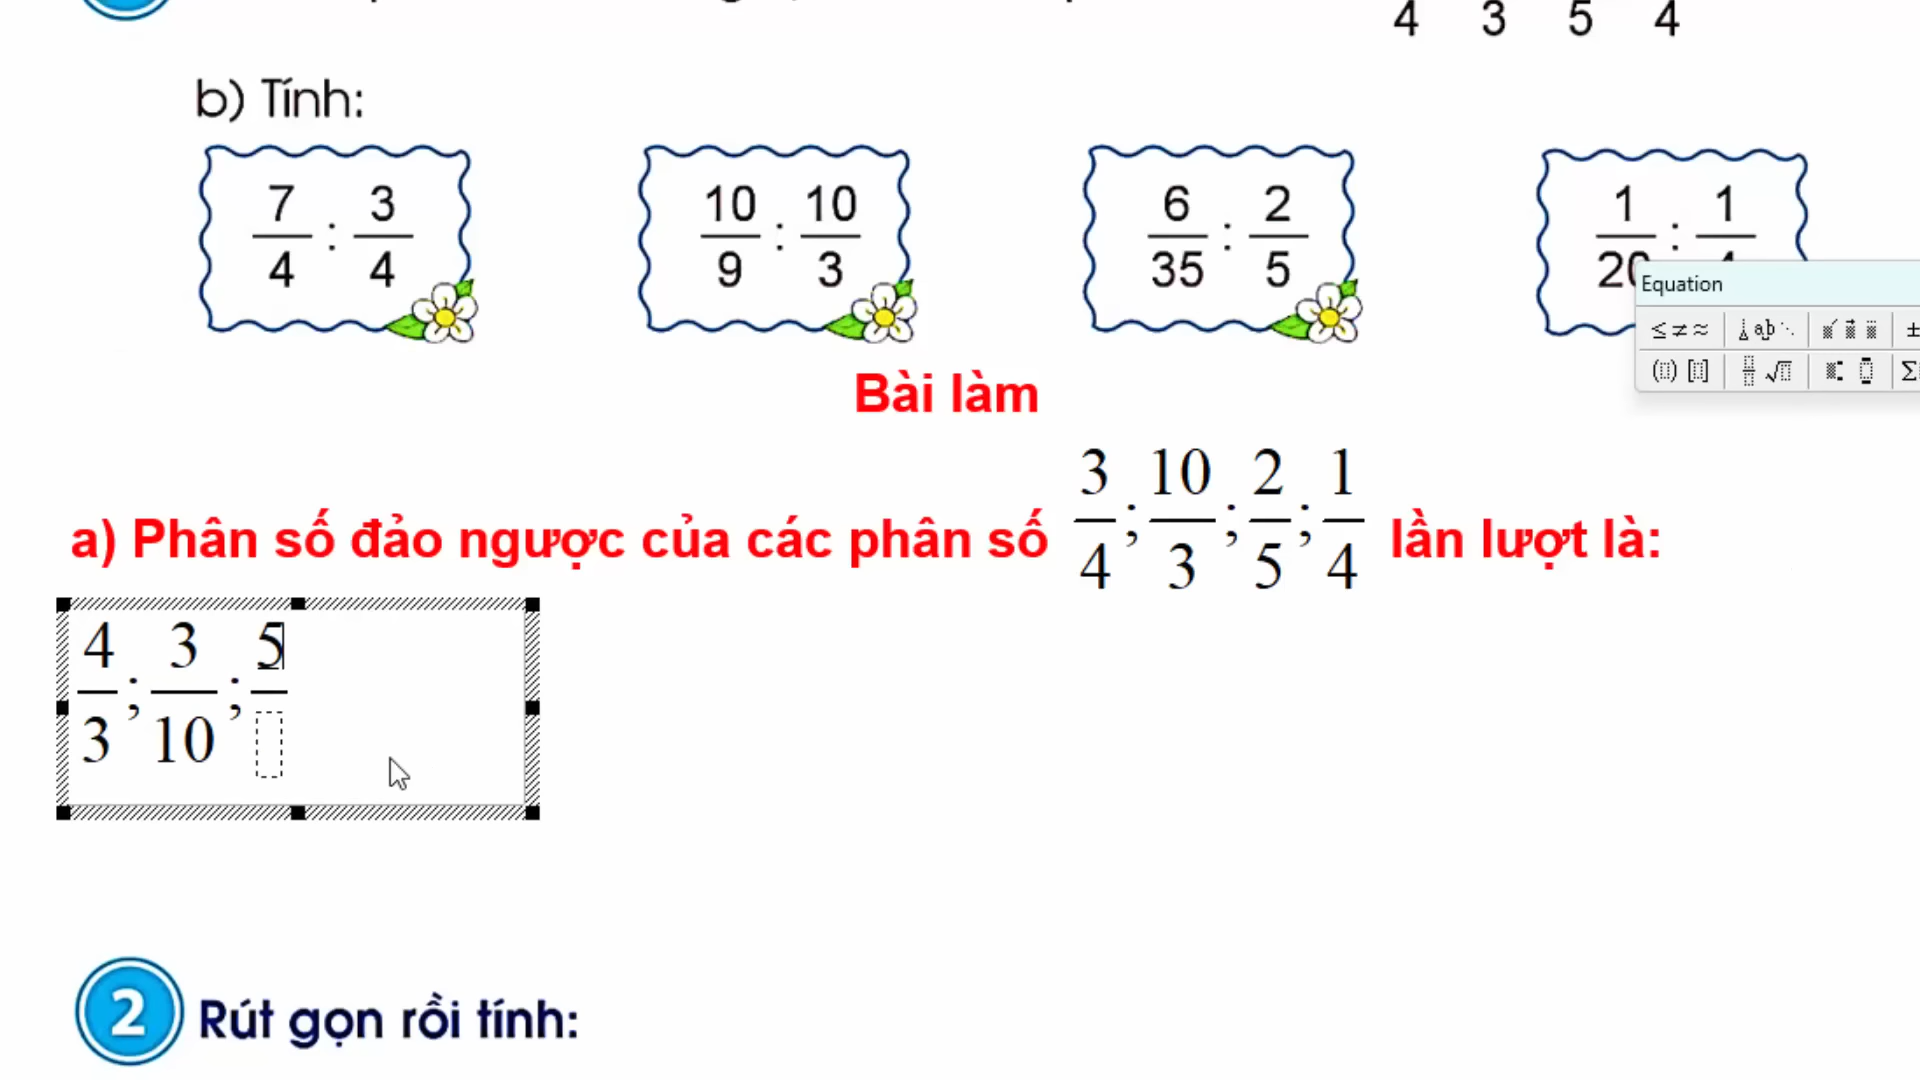 4 3 5 4
b) Tính:
7/4 : 3/4 10/9 : 10/3 6/35 : 2/5 1/20 : 1/4
Equation
Bài làm
a) Phân số đảo ngược của các phân số 3/4; 10/3; 2/5; 1/4 lần lượt là:
4/3; 3/10; 5
2 Rút gọn rồi tính: